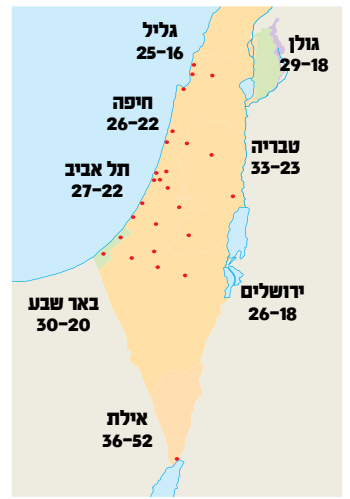 גליל
25-16
גולן
29-18
חיפה
26-22
טבריה
33-23
תל אביב
27-22
ירושלים
26-18
באר שבע
30-20
אילת
36-52